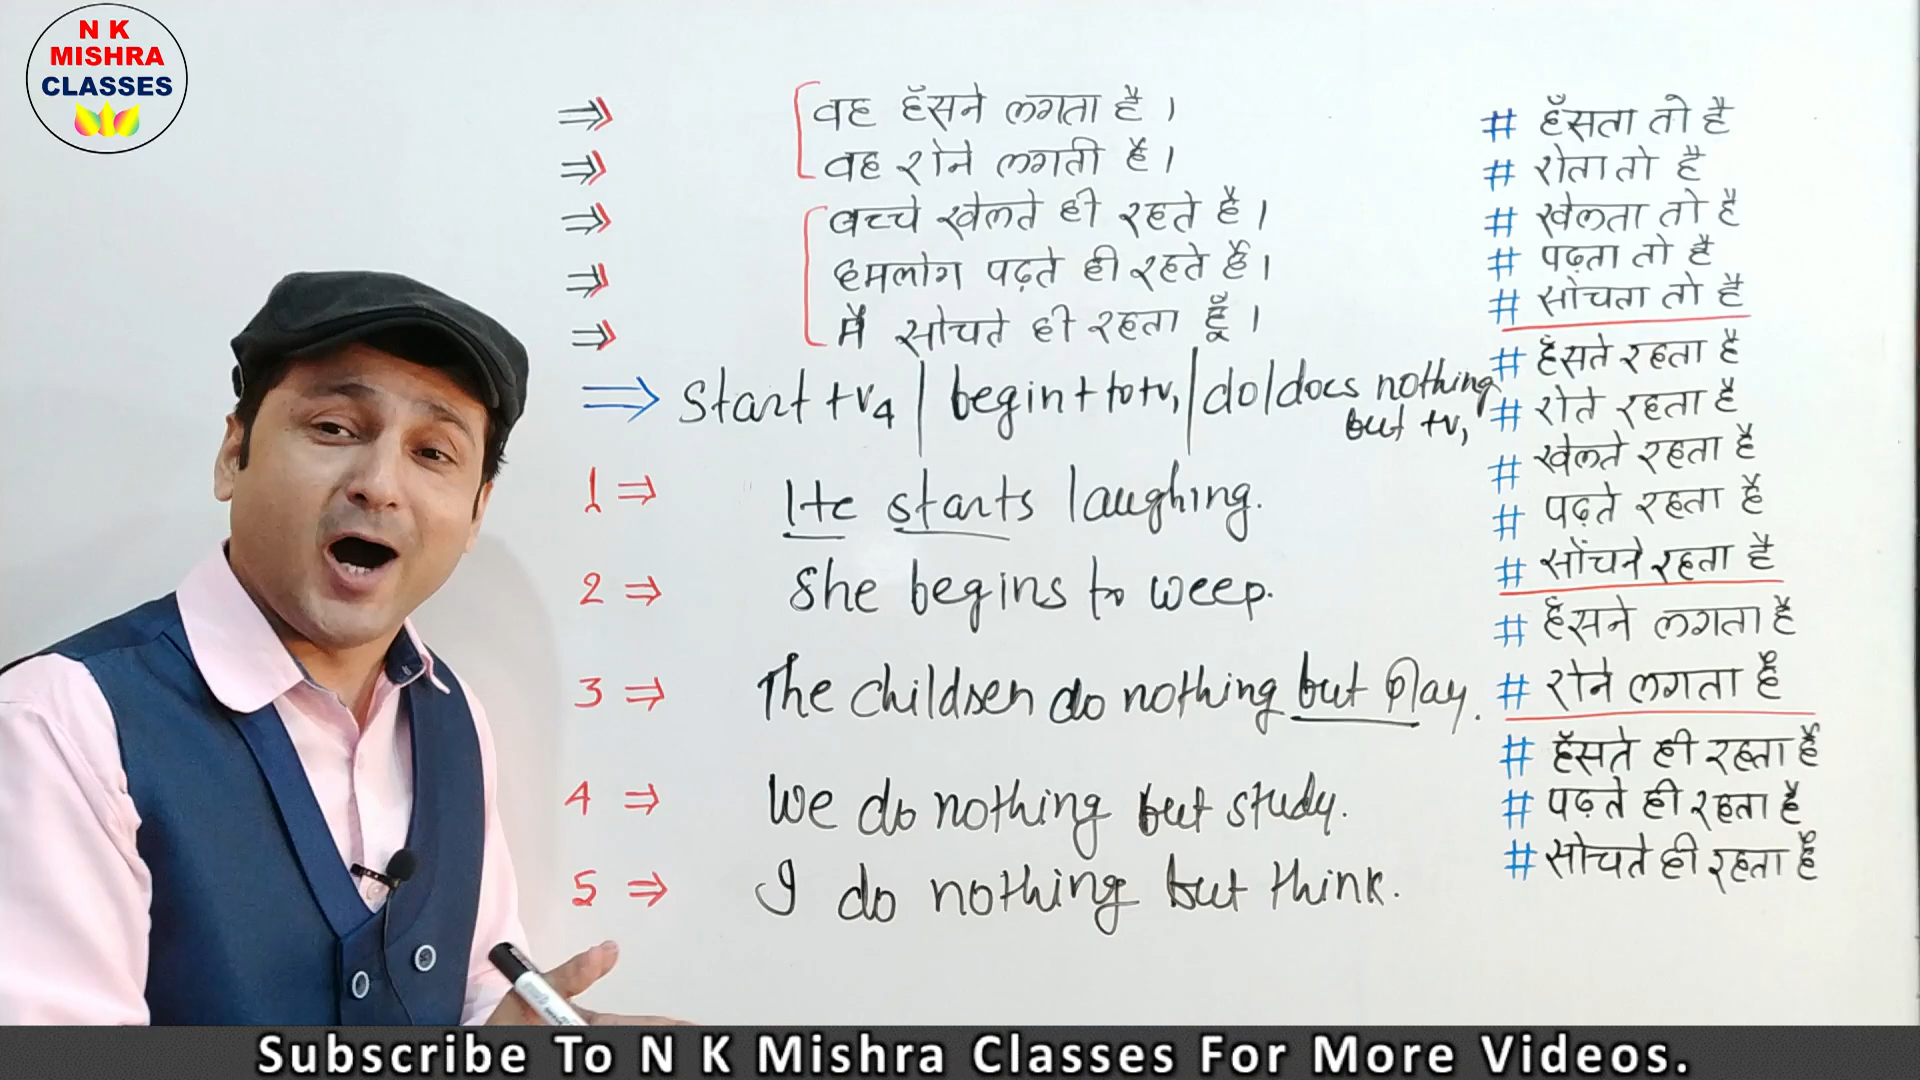 N K
MISHRA
CLASSES
⇒ वह हँसने लगता है ।
⇒ वह रोने लगती है ।
⇒ बच्चे खेलते ही रहते हैं ।
⇒ हमलोग पढ़ते ही रहते हैं ।
⇒ मैं सोचते ही रहता हूँ ।
⇒ Start + v4 | begin + to + v1 | do/does nothing
but + v1
1 ⇒ He starts laughing.
2 ⇒ She begins to weep.
3 ⇒ The children do nothing but play.
4 ⇒ We do nothing but study.
5 ⇒ I do nothing but think.
# हँसता तो है
# रोता तो है
# खेलता तो है
# पढ़ता तो है
# सोंचता तो है
# हँसते रहता है
# रोते रहता है
# खेलते रहता है
# पढ़ते रहता है
# सोंचते रहता है
# हँसने लगता है
# रोने लगता है
# हँसते ही रहता है
# पढ़ते ही रहता है
# सोचते ही रहता है
Subscribe To N K Mishra Classes For More Videos.